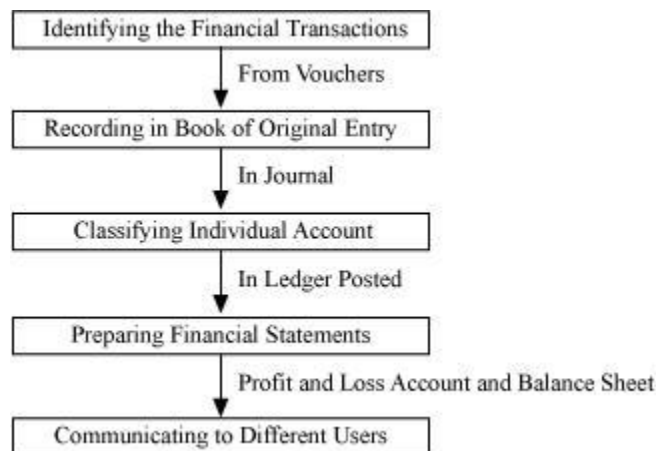 Identifying the Financial Transactions
From Vouchers
Recording in Book of Original Entry
In Journal
Classifying Individual Account
In Ledger Posted
Preparing Financial Statements
Profit and Loss Account and Balance Sheet
Communicating to Different Users